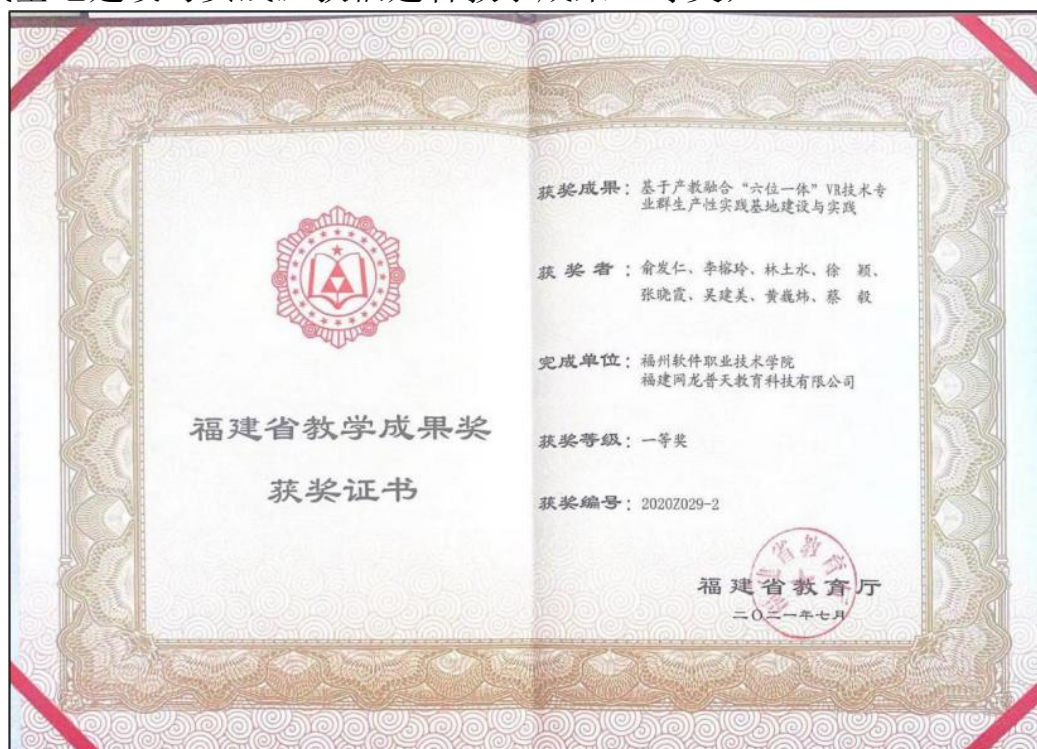 福建省教学成果奖
获奖证书
获奖成果：基于产教融合“六位一体”VR技术专
业群生产性实践基地建设与实践
获奖者：俞发仁、李榕玲、林土水、徐 颖、
张晓霞、吴建美、黄巍炜、蔡 毅
完成单位：福州软件职业技术学院
福建网龙普天教育科技有限公司
获奖等级：一等奖
获奖编号：2020Z029-2
福建省教育厅
二〇二一年七月